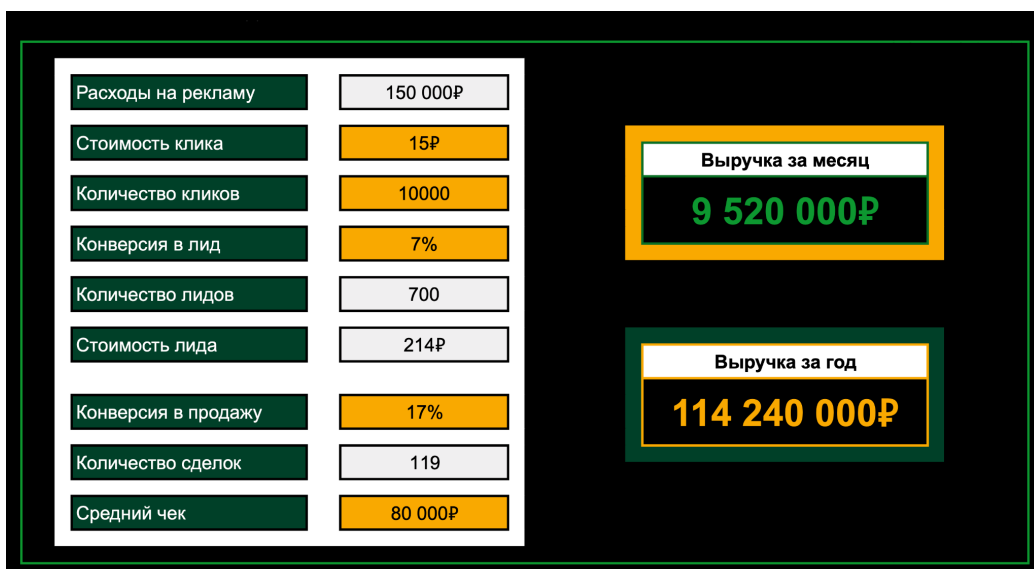 Расходы на рекламу 150 000₽
Стоимость клика 15₽
Количество кликов 10000
Конверсия в лид 7%
Количество лидов 700
Стоимость лида 214₽
Конверсия в продажу 17%
Количество сделок 119
Средний чек 80 000₽
Выручка за месяц
9 520 000₽
Выручка за год
114 240 000₽